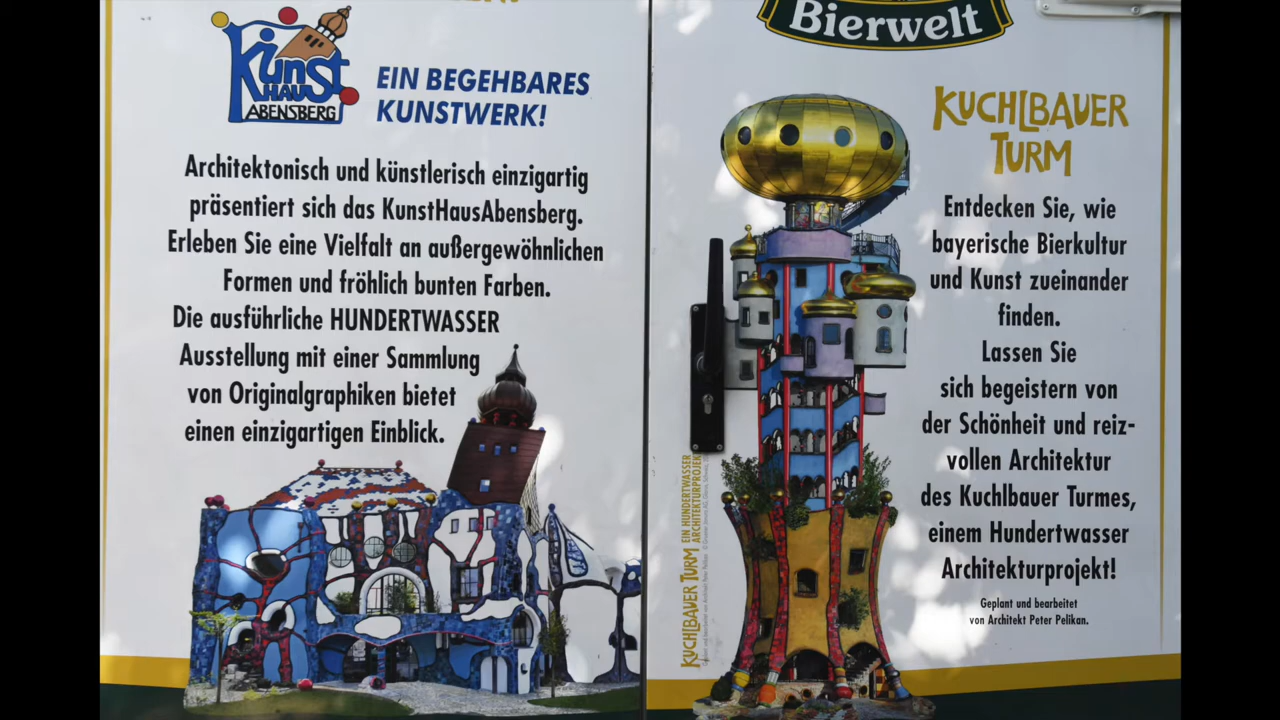 Kunst
HAUS
ABENSBERG
EIN BEGEHBARES
KUNSTWERK!
Architektonisch und künstlerisch einzigartig
präsentiert sich das KunstHausAbensberg.
Erleben Sie eine Vielfalt an außergewöhnlichen
Formen und fröhlich bunten Farben.
Die ausführliche HUNDERTWASSER
Ausstellung mit einer Sammlung
von Originalgraphiken bietet
einen einzigartigen Einblick.
Bierwelt
KUCHLBAUER
TURM
Entdecken Sie, wie
bayerische Bierkultur
und Kunst zueinander
finden.
Lassen Sie
sich begeistern von
der Schönheit und reiz-
vollen Architektur
des Kuchlbauer Turmes,
einem Hundertwasser
Architekturprojekt!
Geplant und bearbeitet
von Architekt Peter Pelikan.
KUCHLBAUER TURM EIN HUNDERTWASSER
ARCHITEKTURPROJEKT